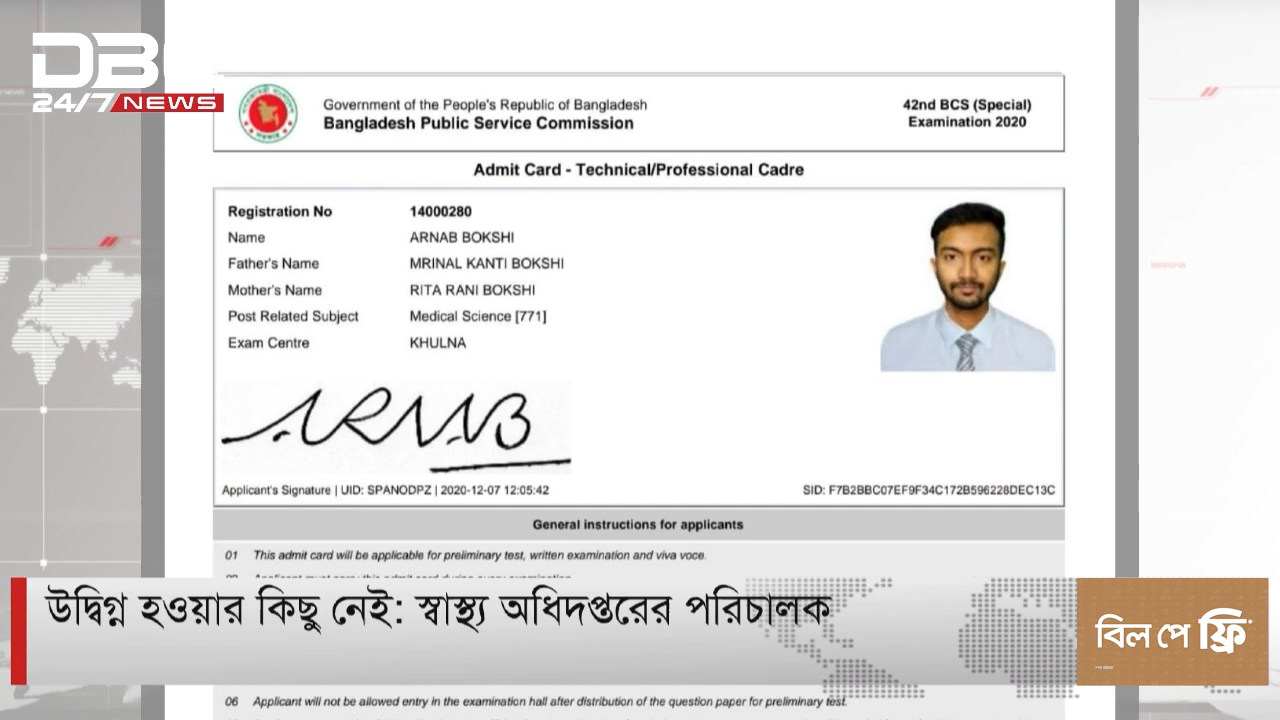 DBC
24/7 NEWS
Government of the People's Republic of Bangladesh
Bangladesh Public Service Commission
42nd BCS (Special)
Examination 2020
Admit Card - Technical/Professional Cadre
Registration No 14000280
Name ARNAB BOKSHI
Father's Name MRINAL KANTI BOKSHI
Mother's Name RITA RANI BOKSHI
Post Related Subject Medical Science [771]
Exam Centre KHULNA
ARNAB
Applicant's Signature | UID: SPANODPZ | 2020-12-07 12:05:42
SID: F7B2BBC07EF9F34C172B596228DEC13C
General instructions for applicants
01 This admit card will be applicable for preliminary test, written examination and viva voce.
উদ্বিগ্ন হওয়ার কিছু নেই: স্বাস্থ্য অধিদপ্তরের পরিচালক
বিল পে ফ্রি
06 Applicant will not be allowed entry in the examination hall after distribution of the question paper for preliminary test.